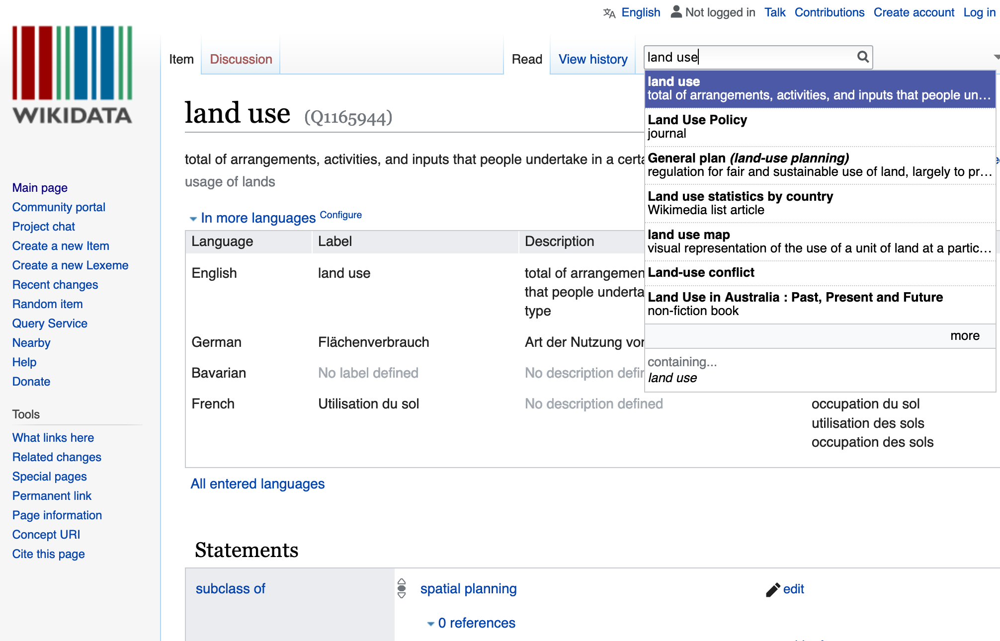 English Not logged in Talk Contributions Create account Log in
WIKIDATA
Item Discussion Read View history land use
land use (Q1165944)
total of arrangements, activities, and inputs that people undertake in a
usage of lands
In more languages Configure
Language Label Description
English land use total of
that people
type
German Flächenverbrauch Art der Nutzung
Bavarian No label defined No description
French Utilisation du sol No description defined occupation du sol
utilisation des sols
occupation des sols
All entered languages
Statements
subclass of spatial planning edit
0 references
land use
total of arrangements, activities, and inputs that people un...
Land Use Policy
journal
General plan (land-use planning)
regulation for fair and sustainable use of land, largely to pr...
Land use statistics by country
Wikimedia list article
land use map
visual representation of the use of a unit of land at a partic...
Land-use conflict
Land Use in Australia : Past, Present and Future
non-fiction book
more
containing...
land use
Main page
Community portal
Project chat
Create a new Item
Create a new Lexeme
Recent changes
Random item
Query Service
Nearby
Help
Donate
Tools
What links here
Related changes
Special pages
Permanent link
Page information
Concept URI
Cite this page